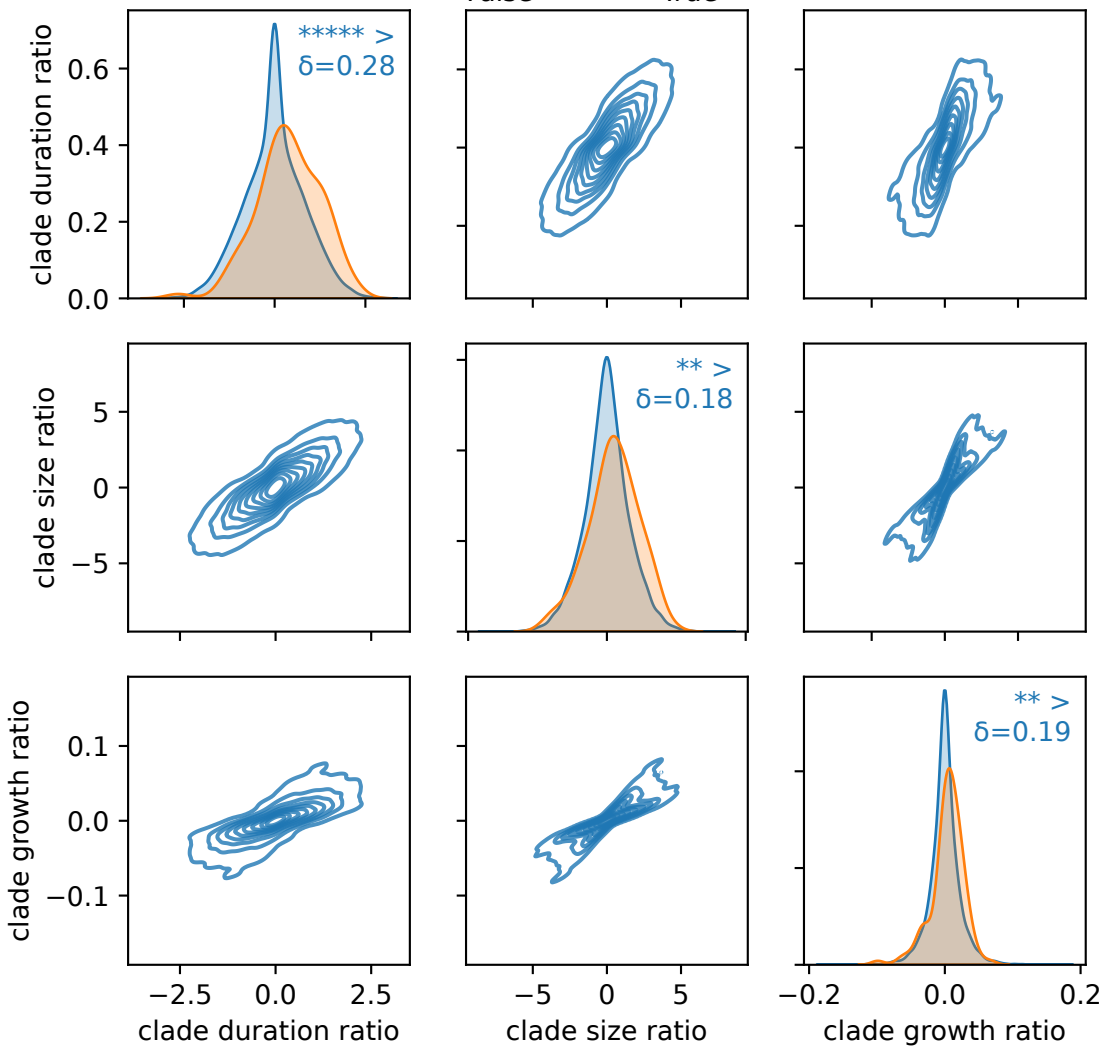 clade duration ratio
0.6
0.4
0.2
0.0
***** >
δ=0.28
clade size ratio
5
0
−5
** >
δ=0.18
clade growth ratio
0.1
0.0
−0.1
** >
δ=0.19
−2.5 0.0 2.5
−5 0 5
−0.2 0.0 0.2
clade duration ratio
clade size ratio
clade growth ratio